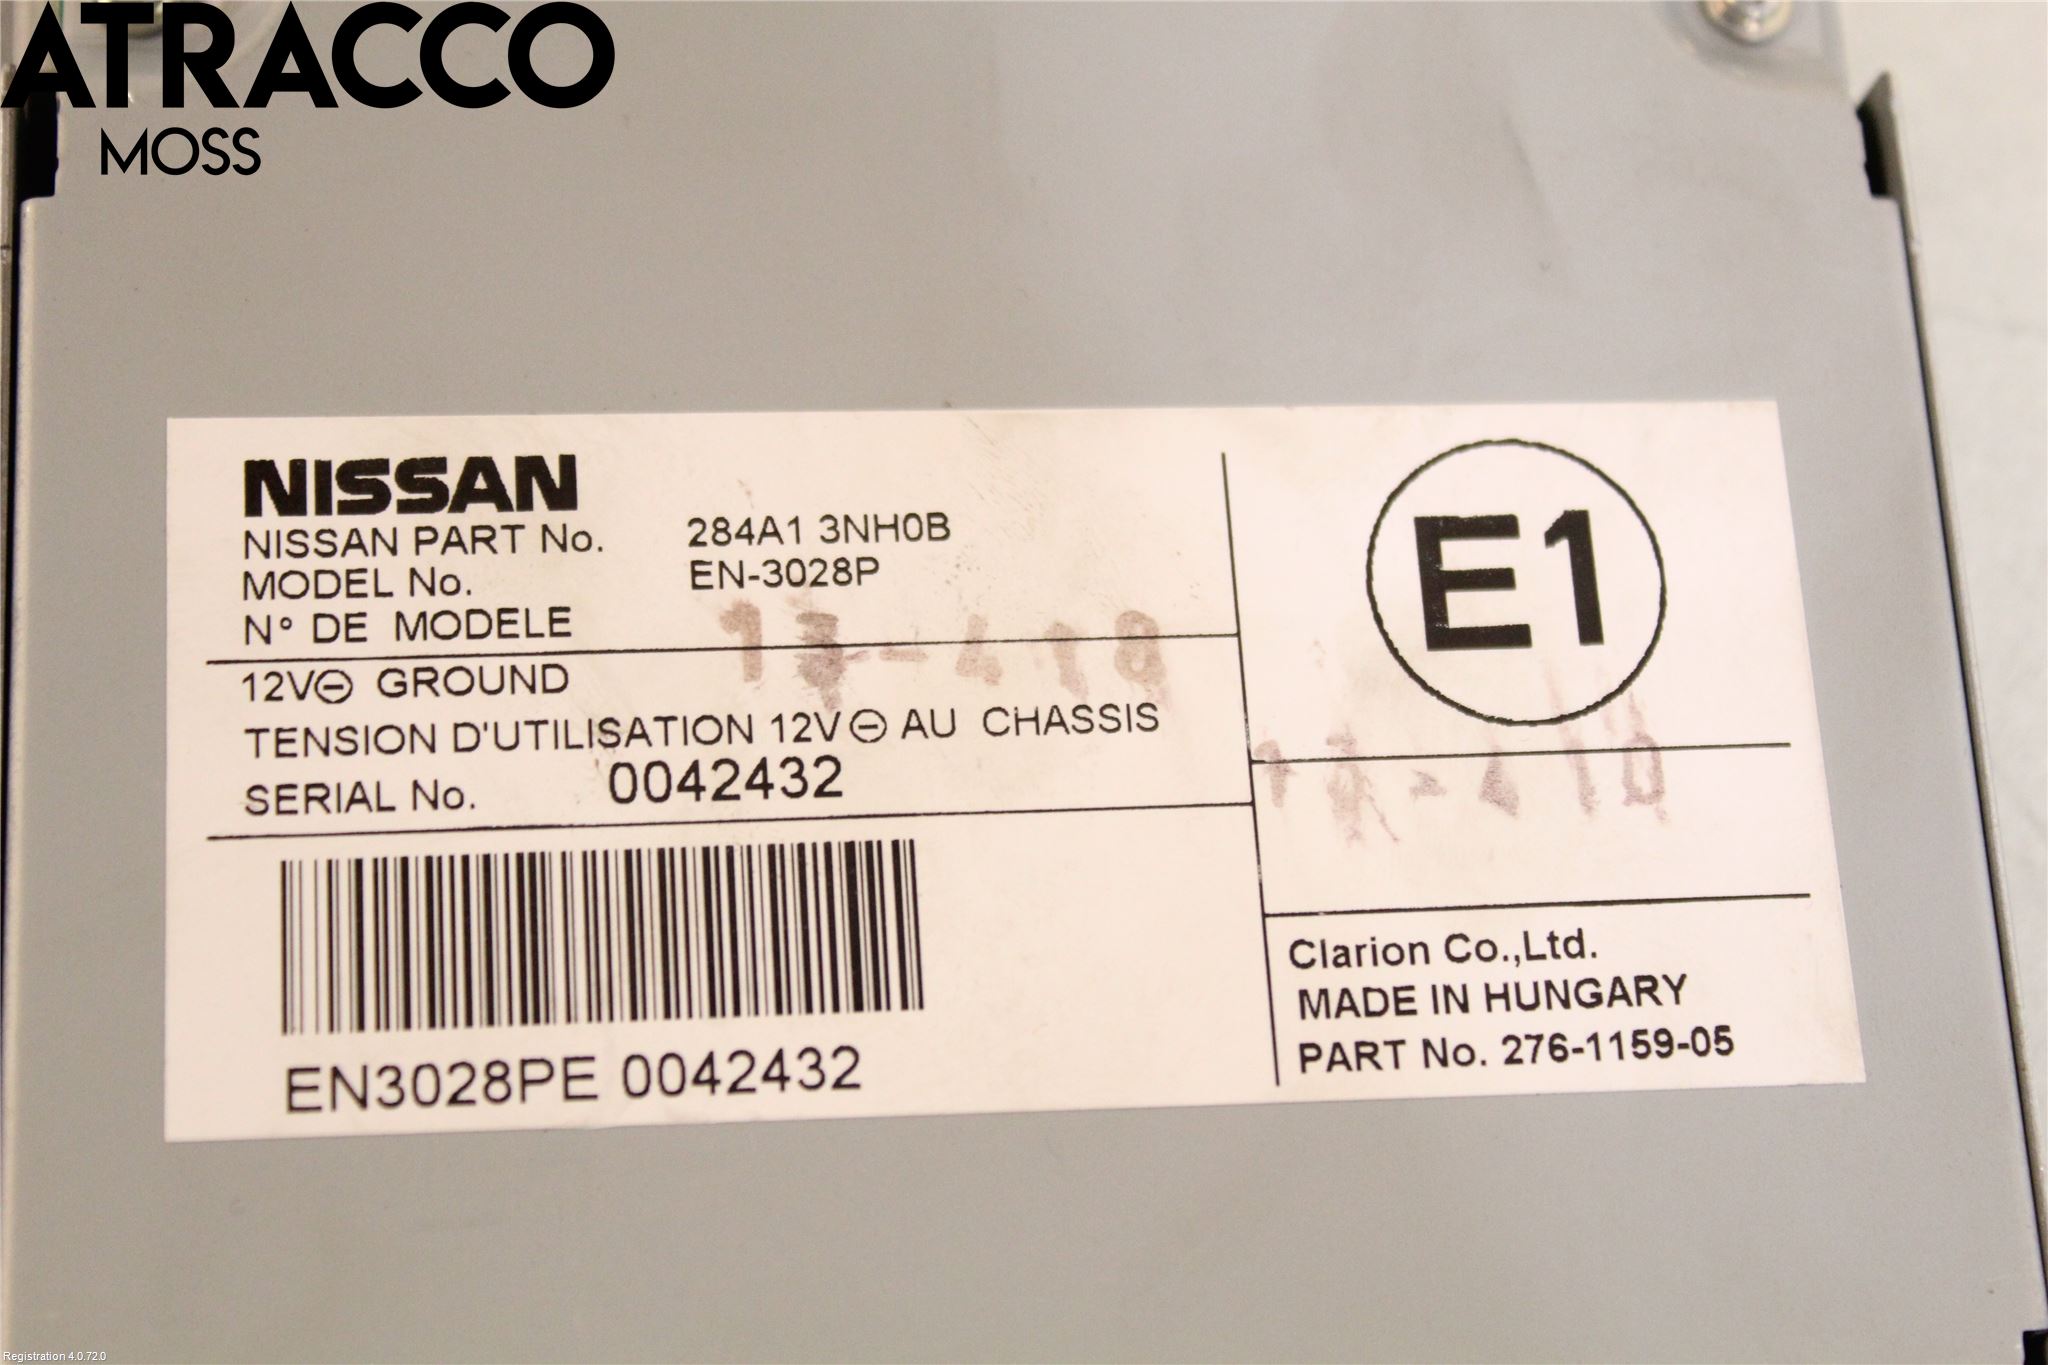 ATRACCO
MOSS
NISSAN
NISSAN PART No. 284A1 3NH0B
MODEL No. EN-3028P
N° DE MODELE
12V⊖ GROUND
TENSION D'UTILISATION 12V⊖ AU CHASSIS
SERIAL No. 0042432
EN3028PE 0042432
E1
Clarion Co.,Ltd.
MADE IN HUNGARY
PART No. 276-1159-05
Registration 4.0.72.0